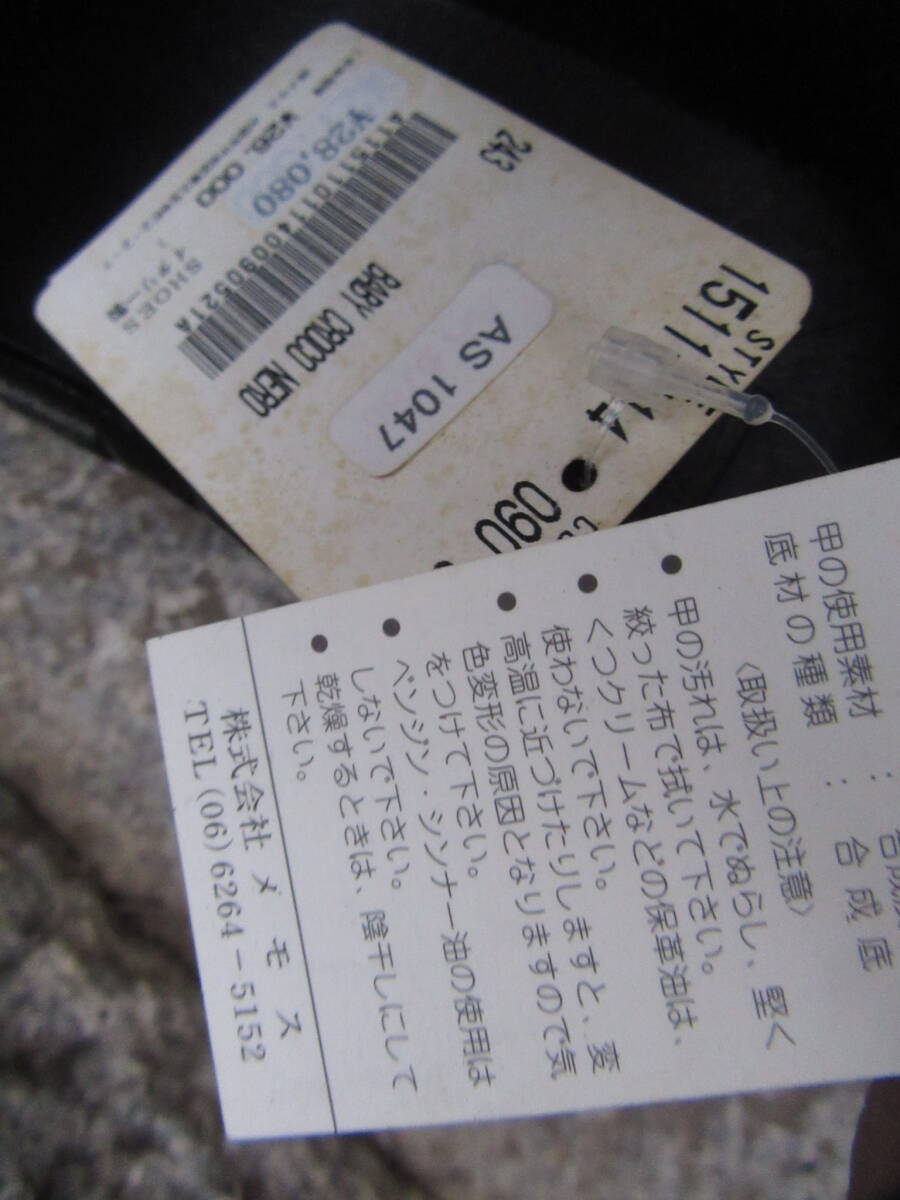 STYLE
1511 14
090
243
AS 1047
BABY CROCO NERO
¥28,080
¥26,000
SHOES
イタリー製
甲の使用素材 :
底材の種類 : 合成底
〈取扱い上の注意〉
● 甲の汚れは、水でぬらし、堅く
絞った布で拭いて下さい。
● くつクリームなどの保革油は、
使わないで下さい。
● 高温に近づけたりしますと、変
色変形の原因となりますので気
をつけて下さい。
● ベンジン・シンナー油の使用は
しないで下さい。
● 乾燥するときは、陰干しにして
下さい。
株式会社 メモス
TEL (06) 6264-5152